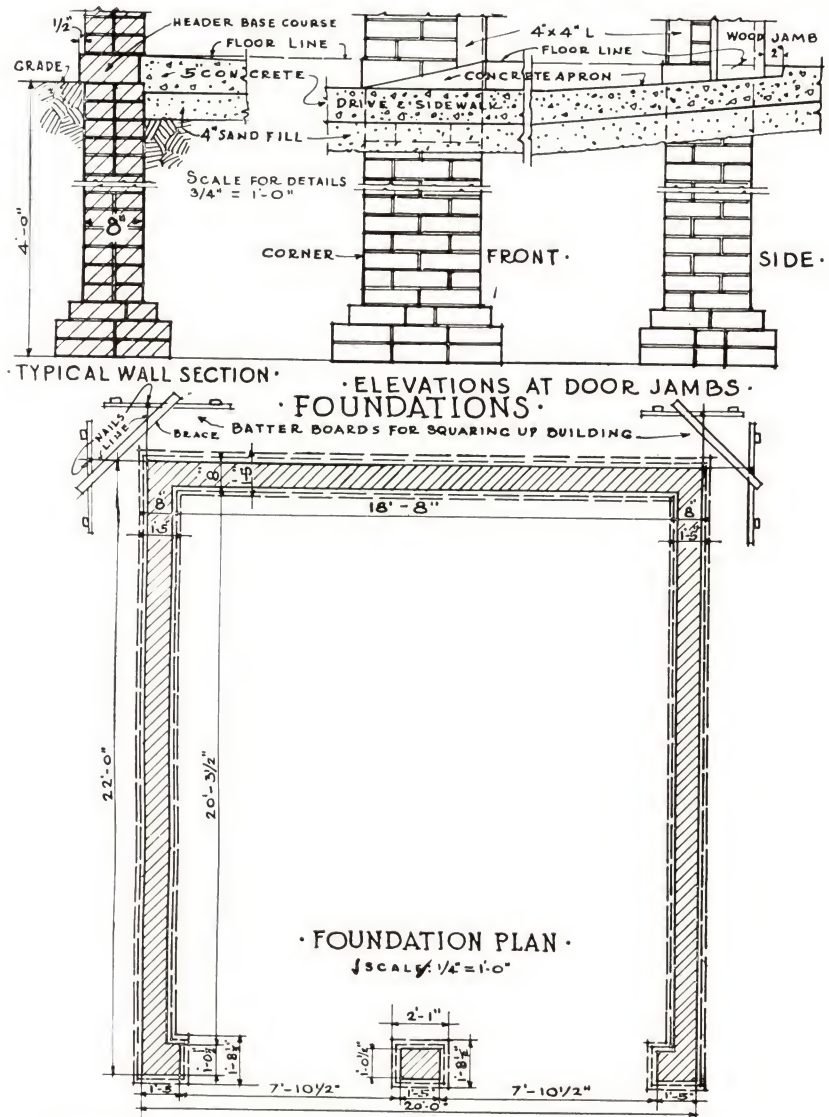 1/2"
HEADER BASE COURSE
FLOOR LINE
GRADE
5" CONCRETE
4" SAND FILL
SCALE FOR DETAILS
3/4" = 1'-0"
8"
4'-0"
4"x 4" L
WOOD JAMB
FLOOR LINE
2"
CONCRETE APRON
DRIVE & SIDEWALK
CORNER
FRONT.
SIDE.
·TYPICAL WALL SECTION·
·ELEVATIONS AT DOOR JAMBS·
·FOUNDATIONS·
NAILS
LINE
BRACE
BATTER BOARDS FOR SQUARING UP BUILDING
8"
1'-5"
8"
18'-8"
8"
1'-5"
1'-5"
22'-0"
20'-3 1/2"
·FOUNDATION PLAN·
SCALE: 1/4" = 1'-0"
2'-1"
1'-0 1/2"
1'-8 1/2"
1'-0 1/2"
1'-8 1/2"
1'-5"
7'-10 1/2"
1'-5"
7'-10 1/2"
1'-5"
20'-0"